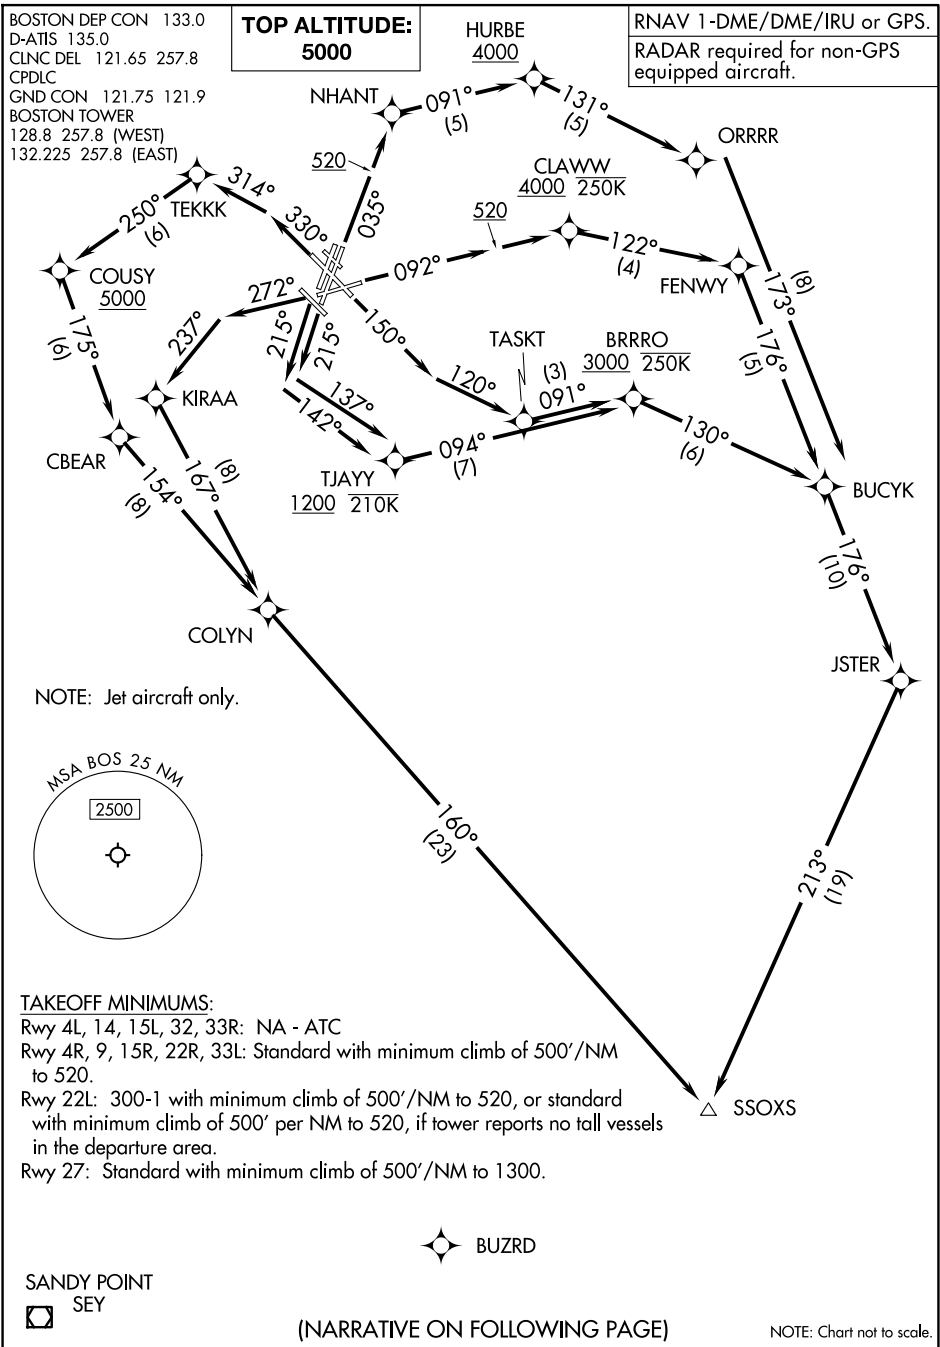 BOSTON DEP CON 133.0
D-ATIS 135.0
CLNC DEL 121.65 257.8
CPDLC
GND CON 121.75 121.9
BOSTON TOWER
128.8 257.8 (WEST)
132.225 257.8 (EAST)
TOP ALTITUDE:
5000
RNAV 1-DME/DME/IRU or GPS.
RADAR required for non-GPS
equipped aircraft.
HURBE
4000
NHANT
091°
(5)
131°
(5)
ORRRR
520
035°
CLAWW
4000 250K
520
TEKKK
314°
330°
250°
(6)
092°
122°
(4)
FENWY
173°
(8)
COUSY
5000
272°
237°
175°
(6)
215°
215°
150°
120°
TASKT
(3)
091°
BRRRO
3000 250K
176°
(5)
KIRAA
137°
142°
CBEAR
167°
(8)
154°
(8)
TJAYY
1200 210K
094°
(7)
130°
(6)
BUCYK
176°
(10)
COLYN
JSTER
NOTE: Jet aircraft only.
MSA BOS 25 NM
2500
160°
(23)
213°
(19)
TAKEOFF MINIMUMS:
Rwy 4L, 14, 15L, 32, 33R: NA - ATC
Rwy 4R, 9, 15R, 22R, 33L: Standard with minimum climb of 500'/NM
to 520.
Rwy 22L: 300-1 with minimum climb of 500'/NM to 520, or standard
with minimum climb of 500' per NM to 520, if tower reports no tall vessels
in the departure area.
Rwy 27: Standard with minimum climb of 500'/NM to 1300.
SSOXS
BUZRD
SANDY POINT
SEY
(NARRATIVE ON FOLLOWING PAGE)
NOTE: Chart not to scale.